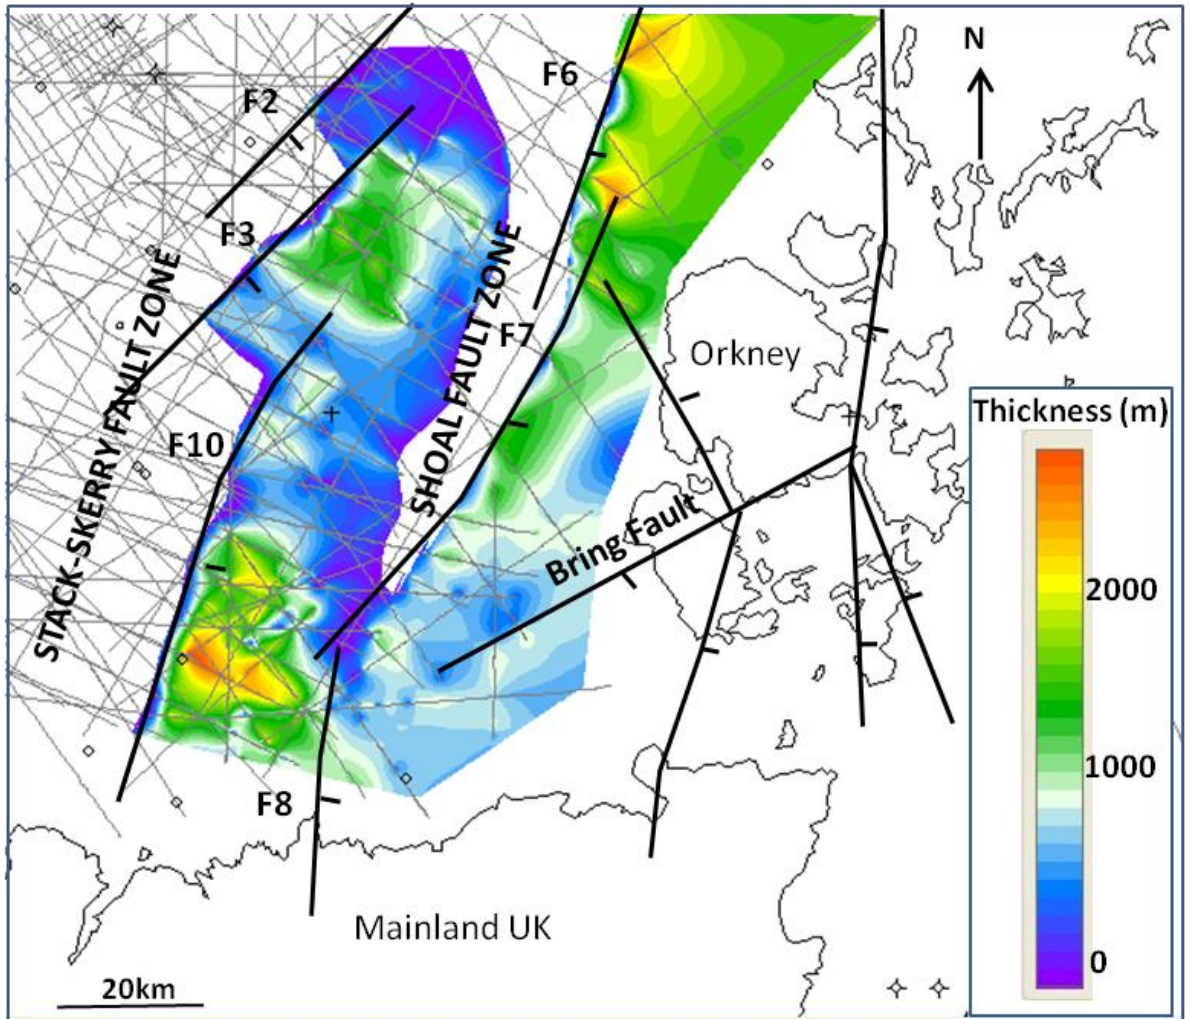 F2
F6
N
F3
STACK-SKERRY FAULT ZONE
SHOAL FAULT ZONE
F7
Orkney
F10
Bring Fault
F8
Mainland UK
20km
Thickness (m)
2000
1000
0